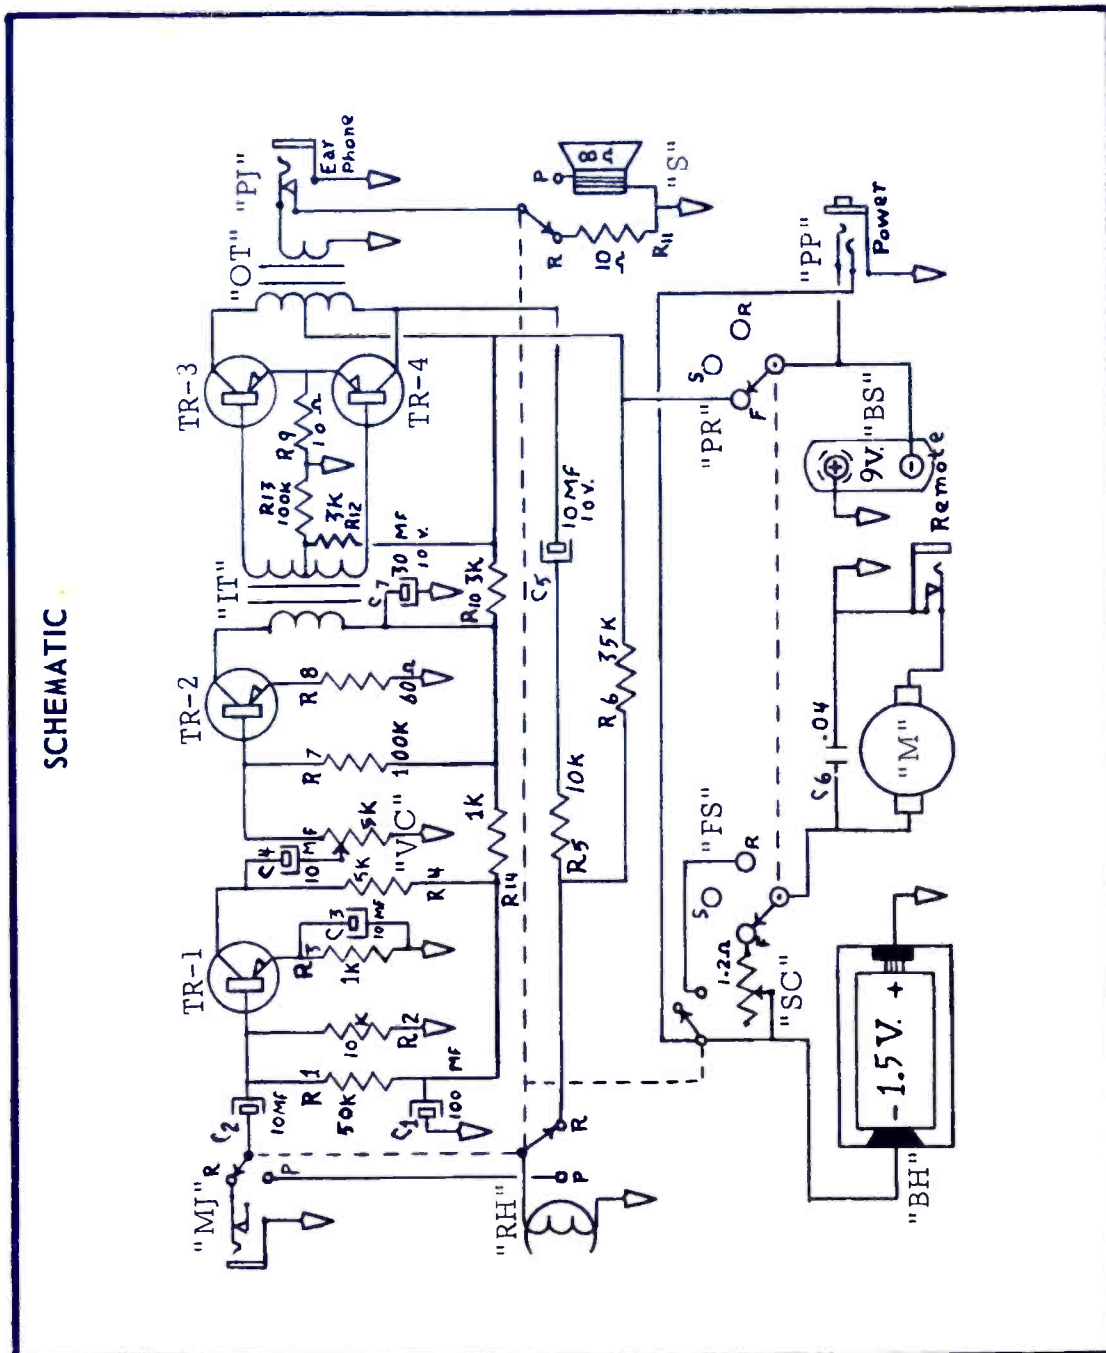 SCHEMATIC
"MJ"
R
P
C2
10MF
R1
50K
10K
R2
C1
100
MF
TR-1
R3
1K
C3
10MF
C4
10MF
5K
R14
5K
"VC"
R7
100K
TR-2
R8
60Ω
1K
R14
"IT"
C7
30
MF
10V.
R10
3K
R13
100K
3K
R12
R9
10Ω
TR-3
TR-4
"OT"
"PJ"
Ear
Phone
"RH"
R
P
R5
10K
C5
10MF
10V.
R6
35K
P
8Ω
"S"
R
10
Ω
R11
"PR"
S
R
F
"PP"
Power
9V.
"BS"
+
-
Remote
"FS"
S
R
F
1.2Ω
"SC"
C6
.04
"M"
"BH"
- 1.5V. +